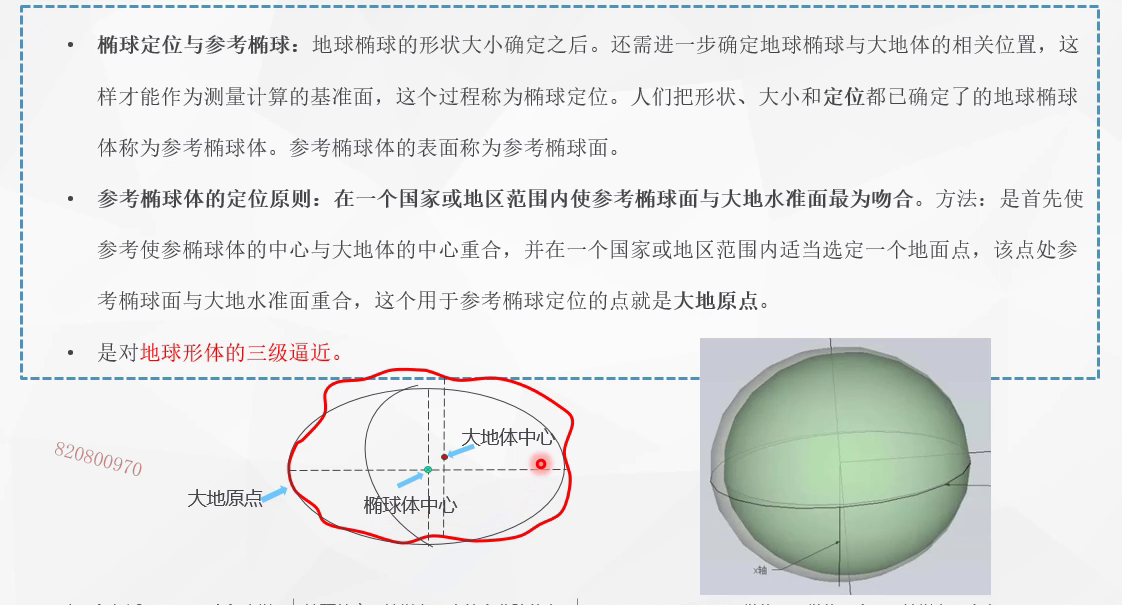 • 椭球定位与参考椭球：地球椭球的形状大小确定之后。还需进一步确定地球椭球与大地体的相关位置，这
样才能作为测量计算的基准面，这个过程称为椭球定位。人们把形状、大小和定位都已确定了的地球椭球
体称为参考椭球体。参考椭球体的表面称为参考椭球面。
• 参考椭球体的定位原则：在一个国家或地区范围内使参考椭球面与大地水准面最为吻合。方法：是首先使
参考使参椭球体的中心与大地体的中心重合，并在一个国家或地区范围内适当选定一个地面点，该点处参
考椭球面与大地水准面重合，这个用于参考椭球定位的点就是大地原点。
• 是对地球形体的三级逼近。
大地体中心
820800970
大地原点
椭球体中心
x轴